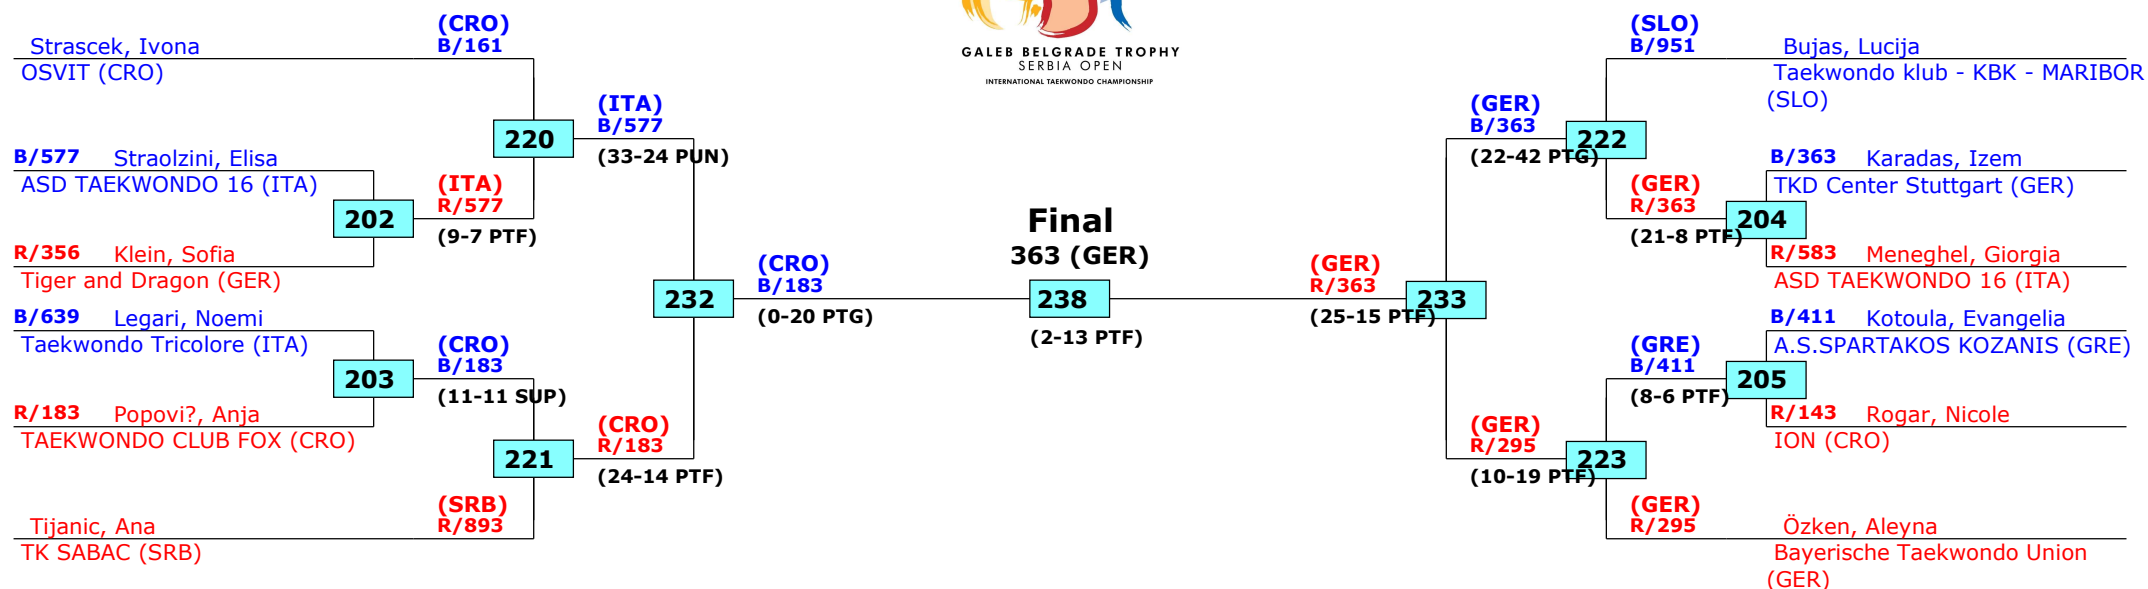 GALEB BELGRADE TROPHY
SERBIA OPEN
INTERNATIONAL TAEKWONDO CHAMPIONSHIP
Strascek, Ivona
OSVIT (CRO)
(CRO)
B/161
B/577 Straolzini, Elisa
ASD TAEKWONDO 16 (ITA)
202
R/356 Klein, Sofia
Tiger and Dragon (GER)
(ITA)
R/577
(9-7 PTF)
220
(ITA)
B/577
(33-24 PUN)
B/639 Legari, Noemi
Taekwondo Tricolore (ITA)
203
R/183 Popovi?, Anja
TAEKWONDO CLUB FOX (CRO)
(CRO)
B/183
(11-11 SUP)
221
(CRO)
R/183
(24-14 PTF)
Tijanic, Ana
TK SABAC (SRB)
(SRB)
R/893
232
(CRO)
B/183
(0-20 PTG)
Final
363 (GER)
238
(2-13 PTF)
(GER)
R/363
(25-15 PTF)
233
(GER)
B/363
(22-42 PTG)
222
(SLO)
B/951
Bujas, Lucija
Taekwondo klub - KBK - MARIBOR
(SLO)
(GER)
R/363
(21-8 PTF)
204
B/363 Karadas, Izem
TKD Center Stuttgart (GER)
R/583 Meneghel, Giorgia
ASD TAEKWONDO 16 (ITA)
(GER)
R/295
(10-19 PTF)
223
(GRE)
B/411
(8-6 PTF)
205
B/411 Kotoula, Evangelia
A.S.SPARTAKOS KOZANIS (GRE)
R/143 Rogar, Nicole
ION (CRO)
(GER)
R/295
Özken, Aleyna
Bayerische Taekwondo Union
(GER)